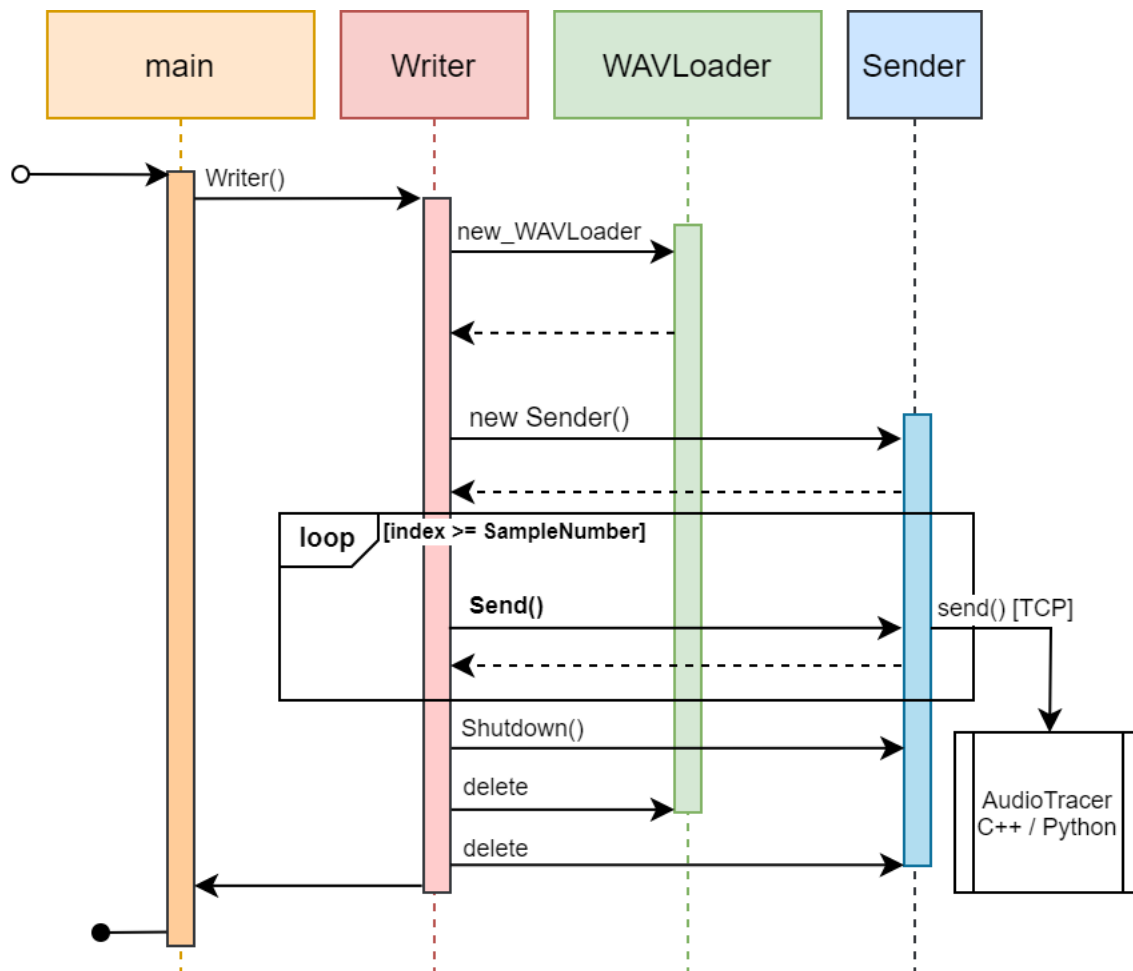 main
Writer
WAVLoader
Sender
Writer()
new_WAVLoader
new Sender()
loop
[index >= SampleNumber]
Send()
send() [TCP]
Shutdown()
delete
AudioTracer
C++ / Python
delete